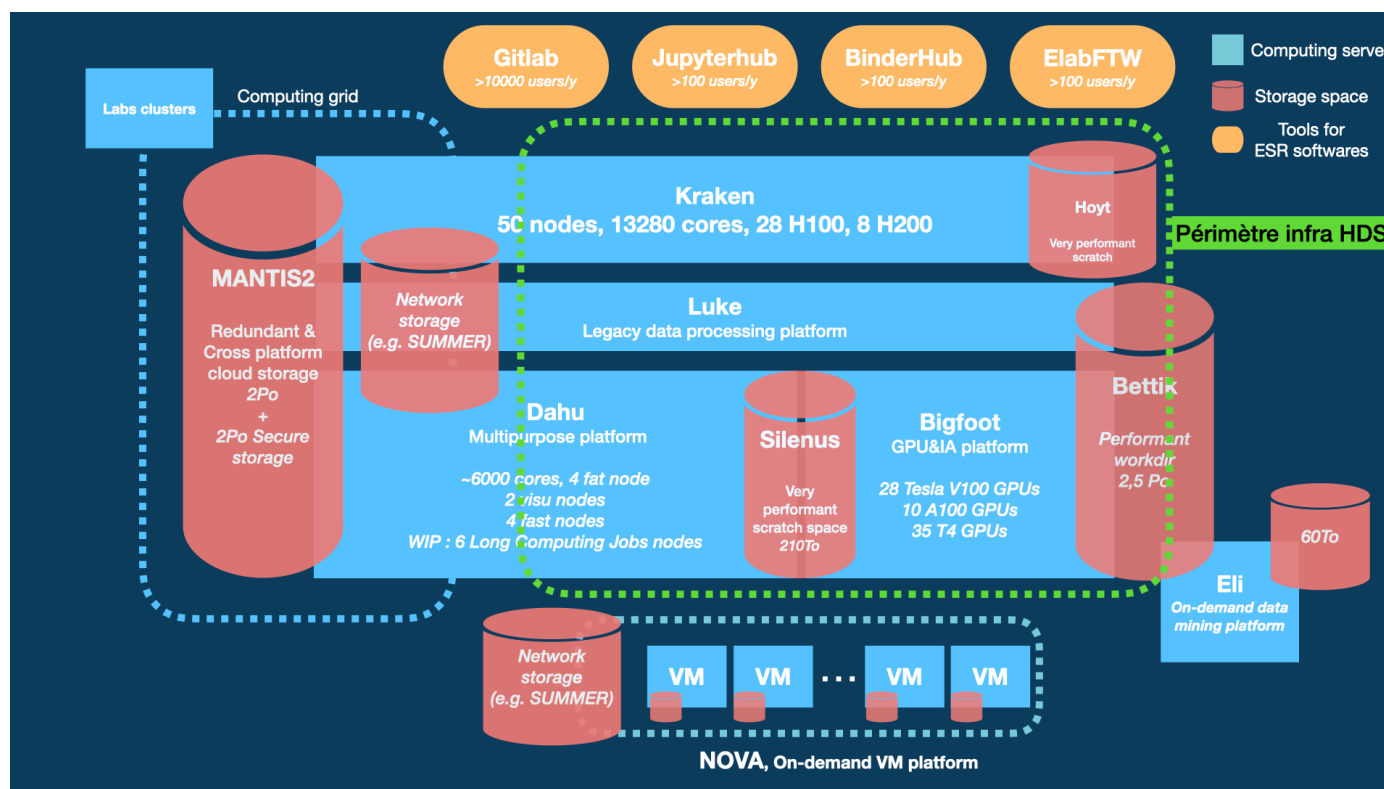 Gitlab
>10000 users/y
Jupyterhub
>100 users/y
BinderHub
>100 users/y
ElabFTW
>100 users/y
Computing serve
Storage space
Tools for
ESR softwares
Labs clusters
Computing grid
Kraken
50 nodes, 13280 cores, 28 H100, 8 H200
Hoyt
Very performant
scratch
Périmètre infra HDS
MANTIS2
Redundant &
Cross platform
cloud storage
2Po
+
2Po Secure
storage
Network
storage
(e.g. SUMMER)
Luke
Legacy data processing platform
Dahu
Multipurpose platform
~6000 cores, 4 fat node
2 visu nodes
4 fast nodes
WIP : 6 Long Computing Jobs nodes
Silenus
Very
performant
scratch space
210To
Bigfoot
GPU&IA platform
28 Tesla V100 GPUs
10 A100 GPUs
35 T4 GPUs
Bettik
Performant
workdir
2,5 Po
60To
Eli
On-demand data
mining platform
Network
storage
(e.g. SUMMER)
VM
VM
...
VM
VM
NOVA, On-demand VM platform